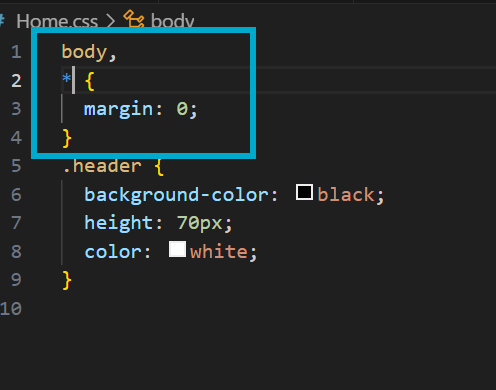 Home.css > body
1 body,
2 * {
3 margin: 0;
4 }
5 .header {
6 background-color: black;
7 height: 70px;
8 color: white;
9 }
10